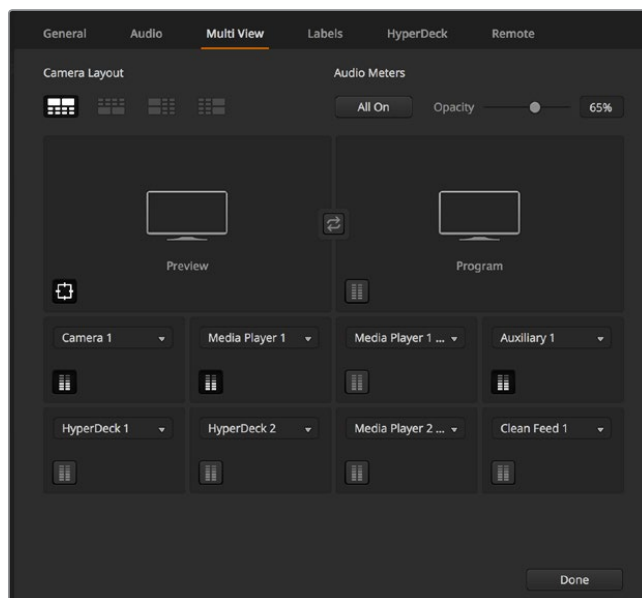 General Audio Multi View Labels HyperDeck Remote
Camera Layout Audio Meters
All On Opacity 65%
Preview Program
Camera 1 Media Player 1 Media Player 1 ... Auxiliary 1
HyperDeck 1 HyperDeck 2 Media Player 2 ... Clean Feed 1
Done